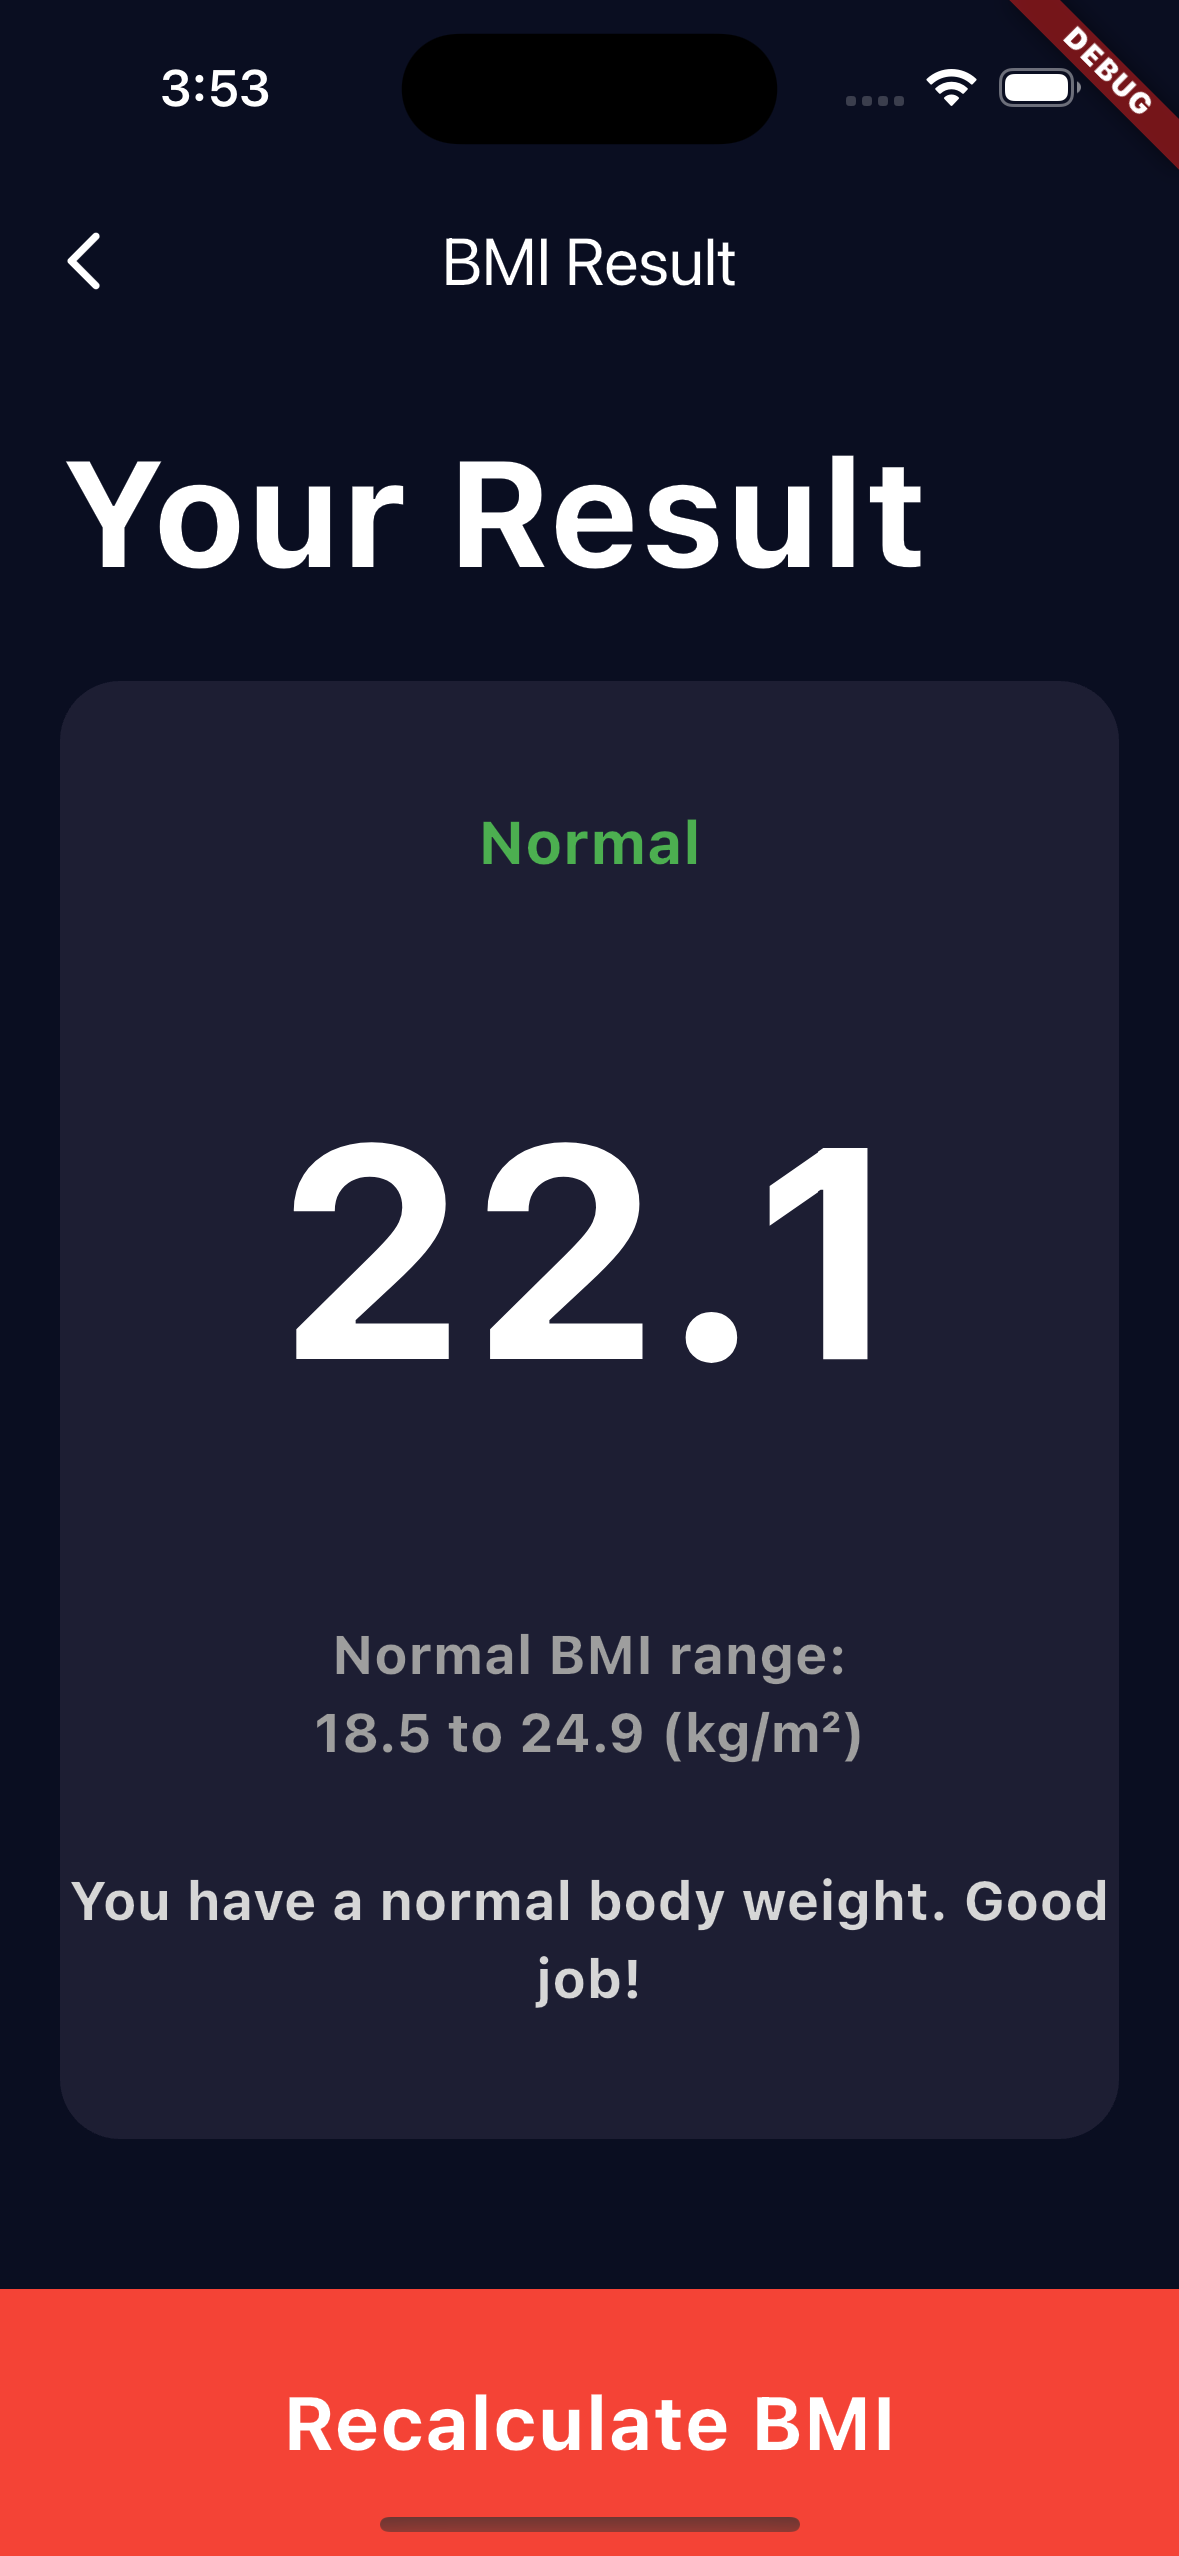 3:53
DEBUG
BMI Result
Your Result
Normal
22.1
Normal BMI range:
18.5 to 24.9 (kg/m²)
You have a normal body weight. Good
job!
Recalculate BMI